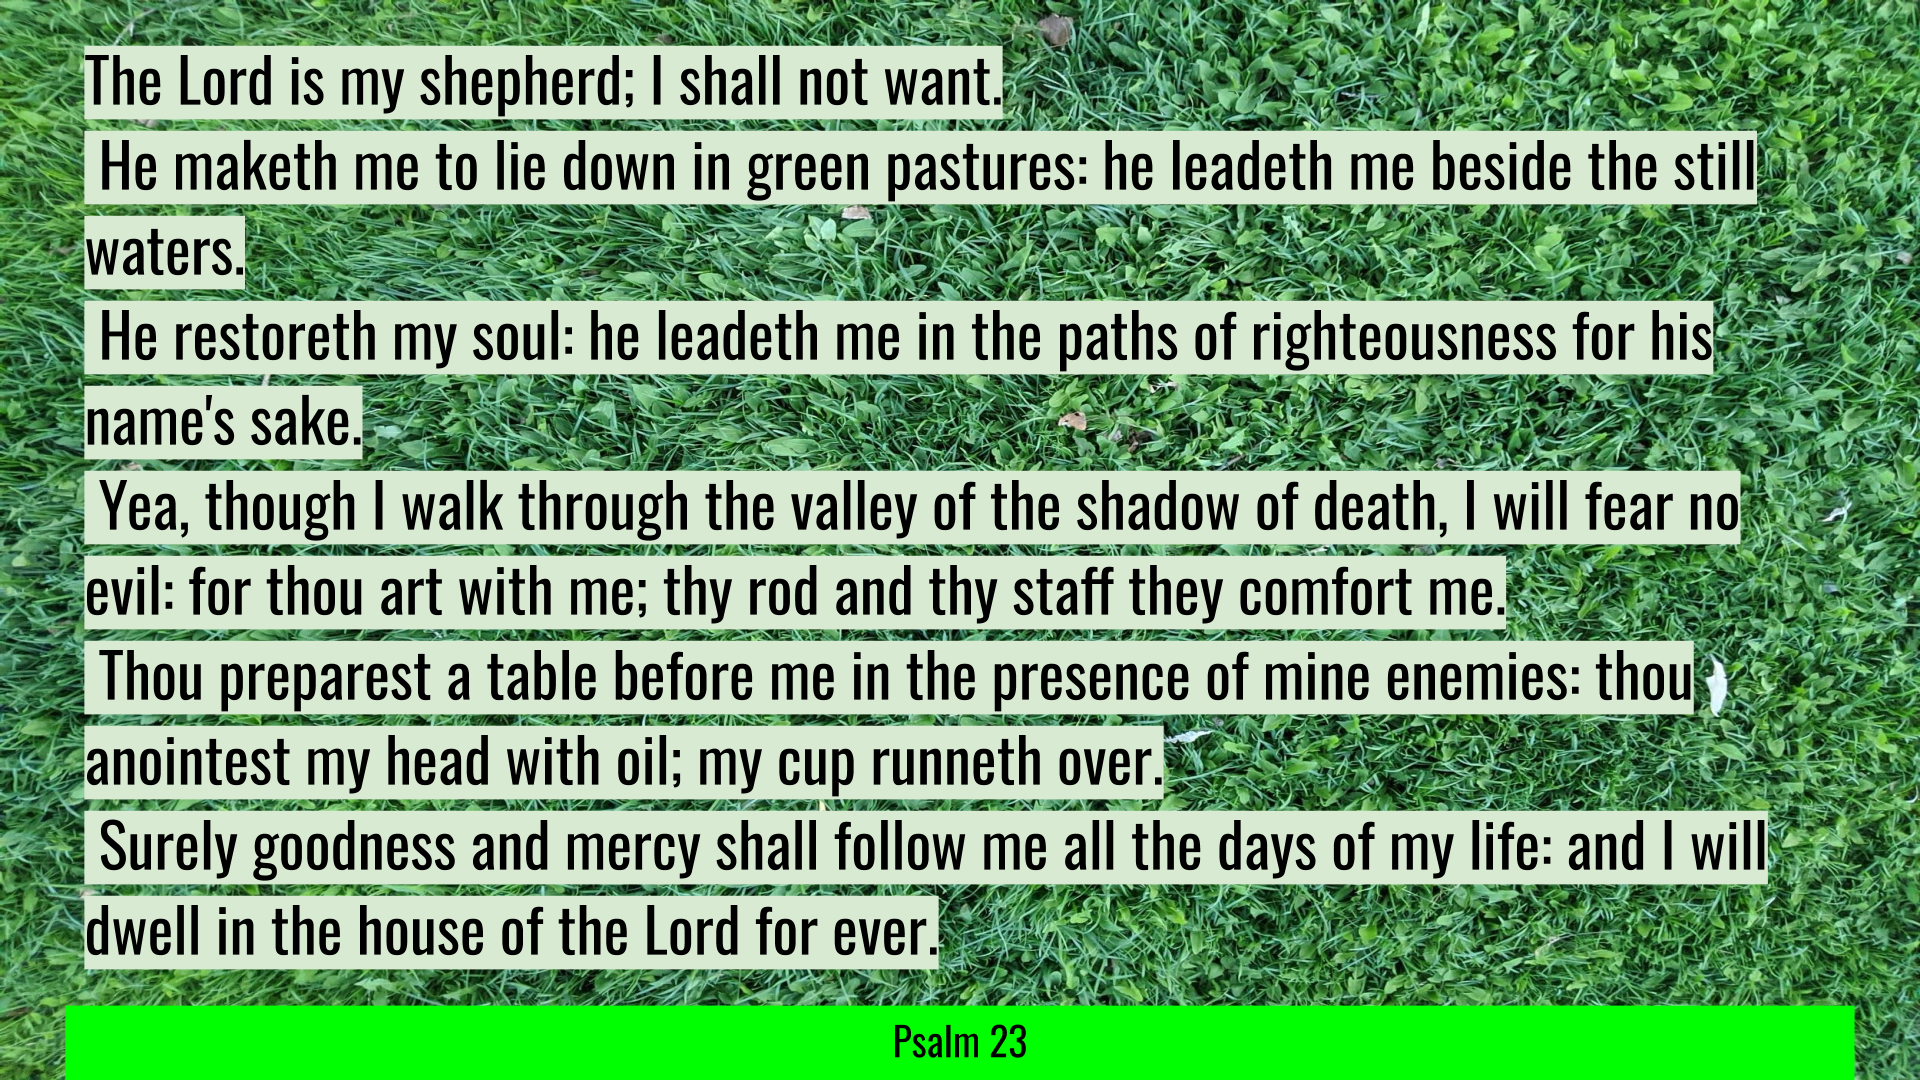 The Lord is my shepherd; I shall not want.
He maketh me to lie down in green pastures: he leadeth me beside the still
waters.
He restoreth my soul: he leadeth me in the paths of righteousness for his
name's sake.
Yea, though I walk through the valley of the shadow of death, I will fear no
evil: for thou art with me; thy rod and thy staff they comfort me.
Thou preparest a table before me in the presence of mine enemies: thou
anointest my head with oil; my cup runneth over.
Surely goodness and mercy shall follow me all the days of my life: and I will
dwell in the house of the Lord for ever.
Psalm 23